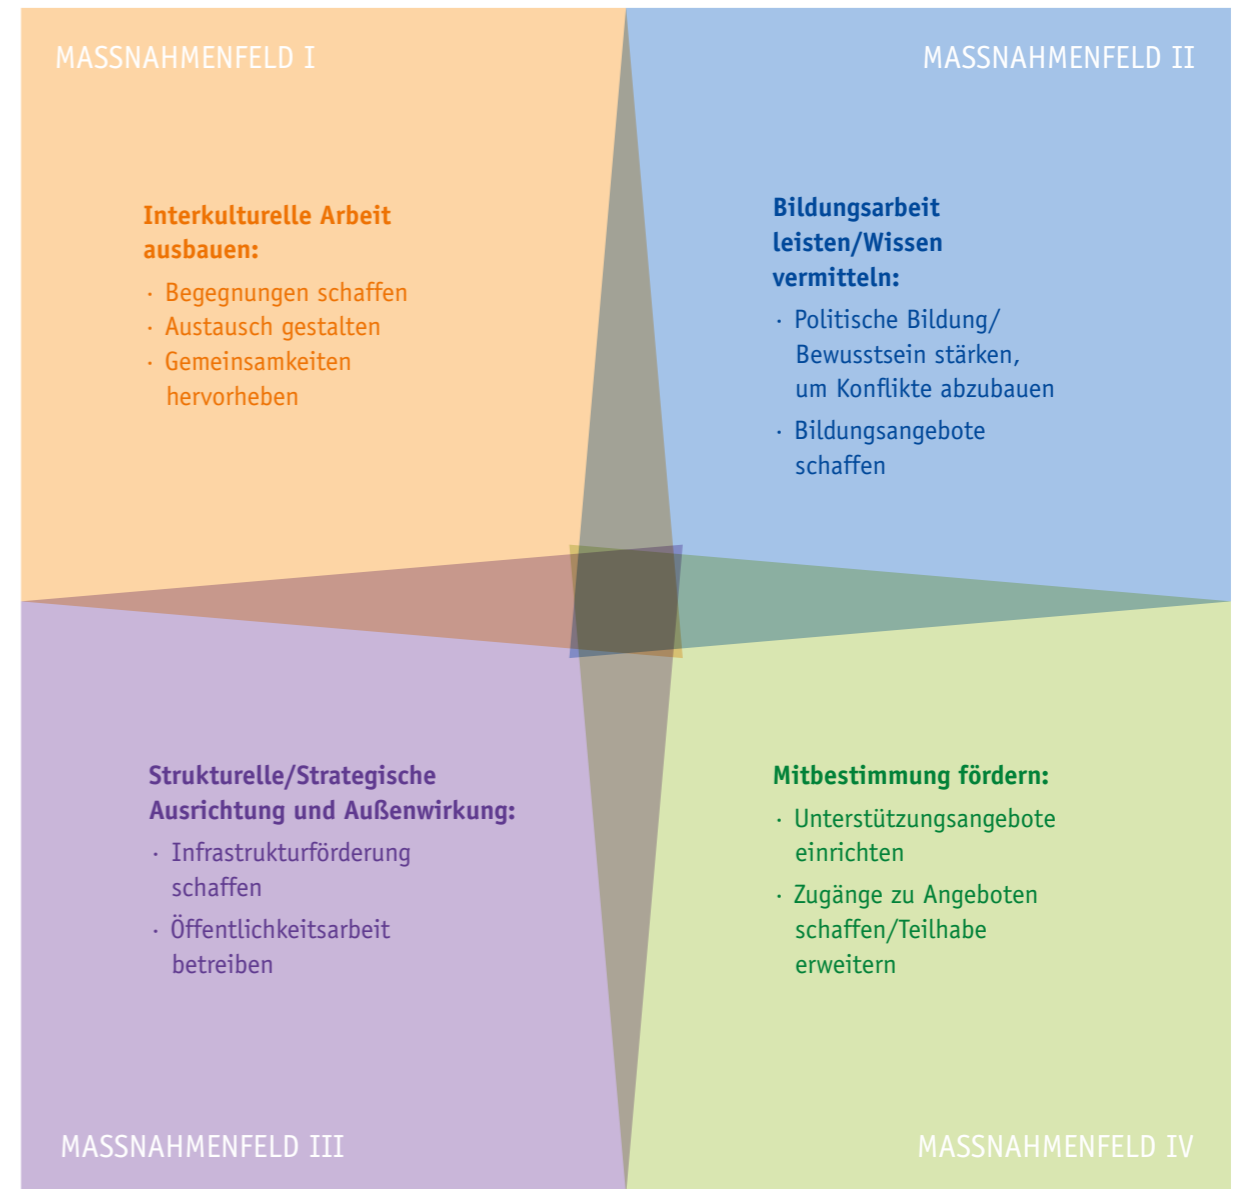 MASSNAHMENFELD I
Interkulturelle Arbeit
ausbauen:
· Begegnungen schaffen
· Austausch gestalten
· Gemeinsamkeiten
hervorheben
MASSNAHMENFELD II
Bildungsarbeit
leisten/Wissen
vermitteln:
· Politische Bildung/
Bewusstsein stärken,
um Konflikte abzubauen
· Bildungsangebote
schaffen
Strukturelle/Strategische
Ausrichtung und Außenwirkung:
· Infrastrukturförderung
schaffen
· Öffentlichkeitsarbeit
betreiben
MASSNAHMENFELD III
Mitbestimmung fördern:
· Unterstützungsangebote
einrichten
· Zugänge zu Angeboten
schaffen/Teilhabe
erweitern
MASSNAHMENFELD IV